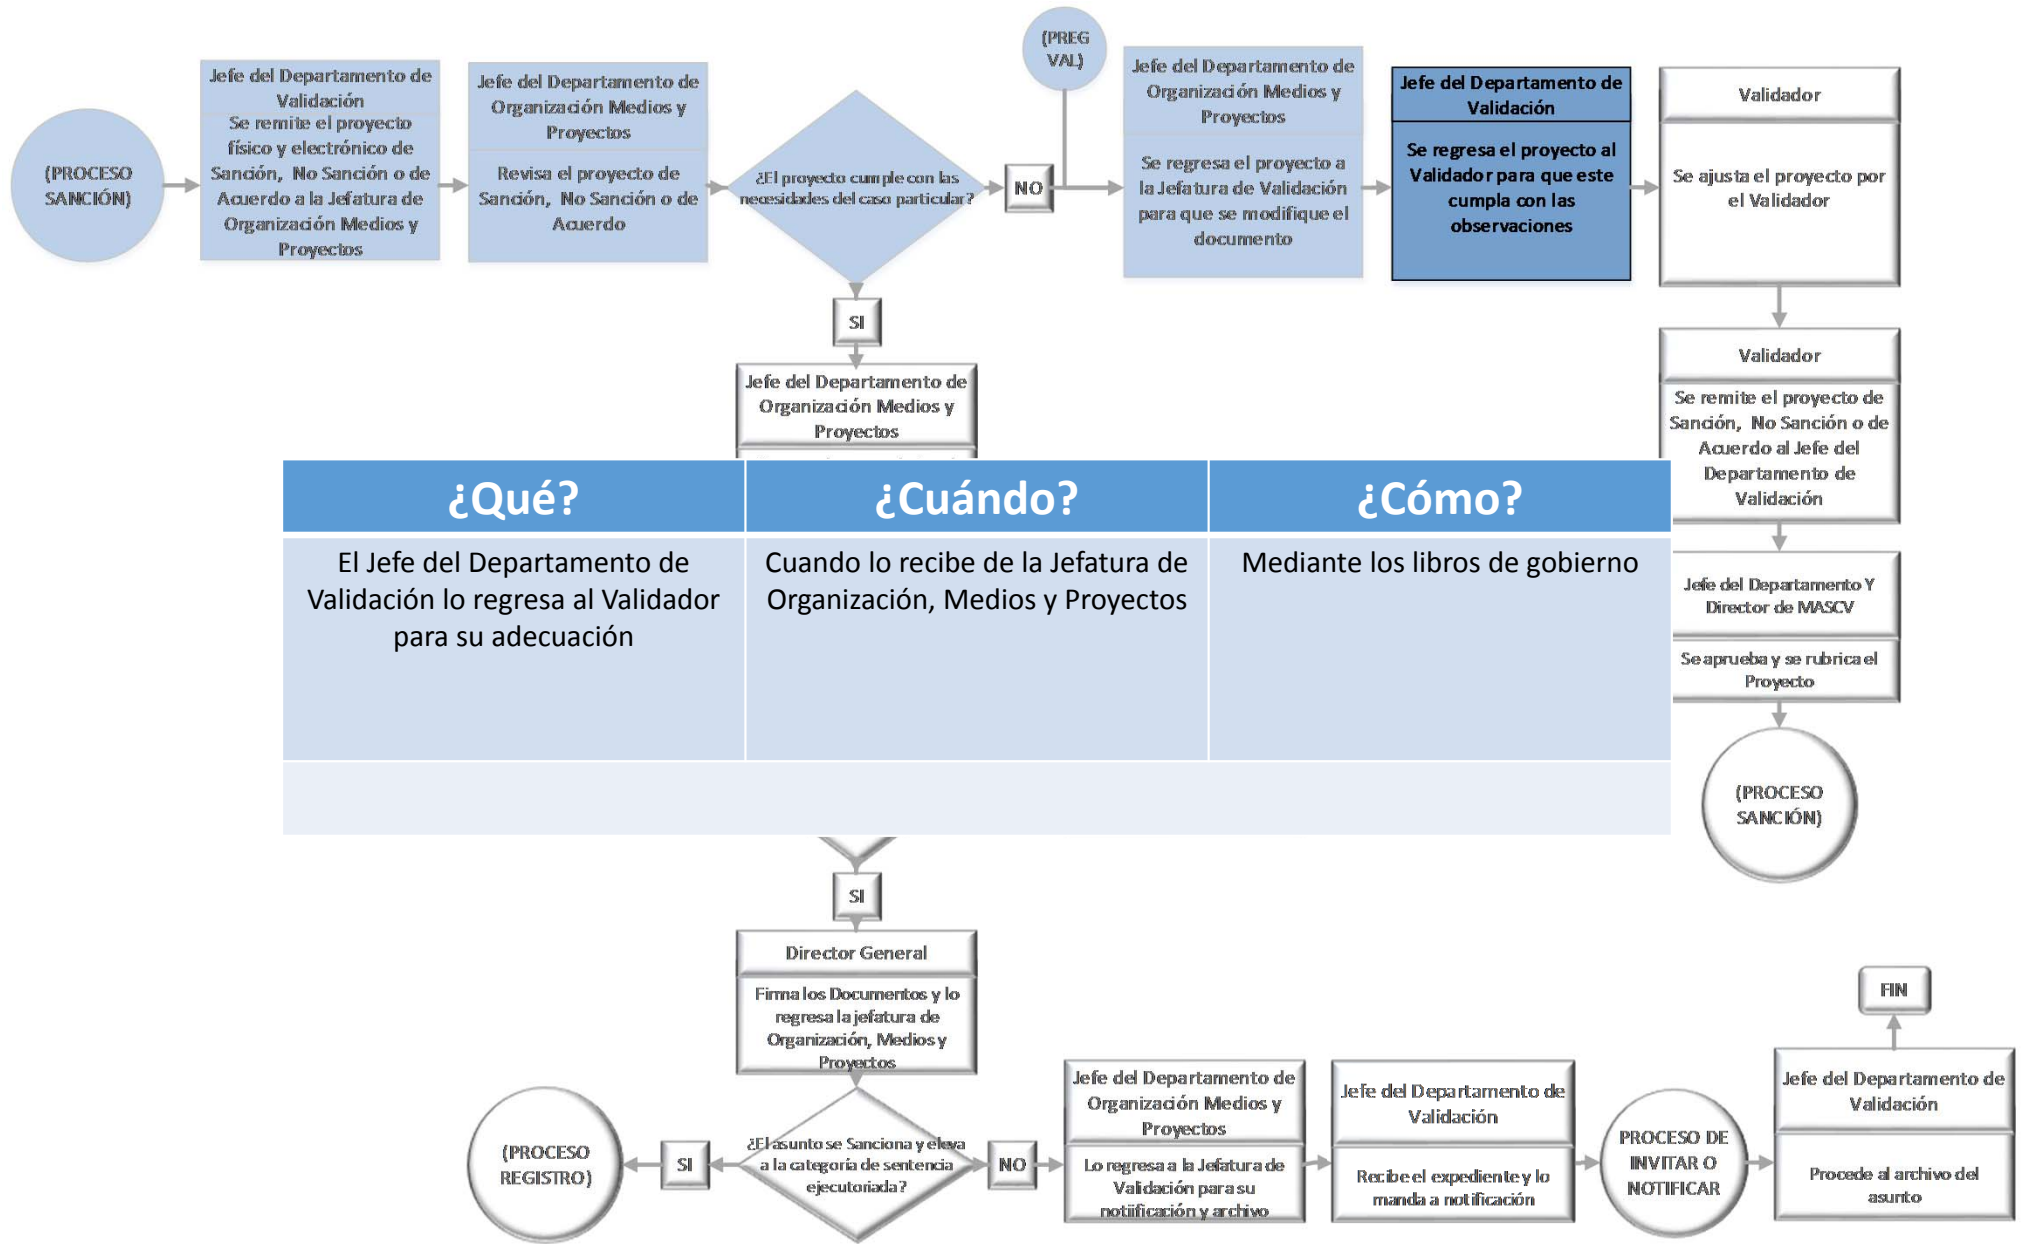 (PROCESO
SANCIÓN)
Jefe del Departamento de
Validación
Se remite el proyecto
físico y electrónico de
Sanción, No Sanción o de
Acuerdo a la Jefatura de
Organización Medios y
Proyectos
Jefe del Departamento de
Organización Medios y
Proyectos
Revisa el proyecto de
Sanción, No Sanción o de
Acuerdo
¿El proyecto cumple con las
necesidades del caso particular?
NO
(PREG
VAL)
Jefe del Departamento de
Organización Medios y
Proyectos
Se regresa el proyecto a
la Jefatura de Validación
para que se modifique el
documento
Jefe del Departamento de
Validación
Se regresa el proyecto al
Validador para que este
cumpla con las
observaciones
Validador
Se ajusta el proyecto por
el Validador
SI
Jefe del Departamento de
Organización Medios y
Proyectos
Validador
Se remite el proyecto de
Sanción, No Sanción o de
Acuerdo al Jefe del
Departamento de
Validación
Jefe del Departamento Y
Director de MASCV
Se aprueba y se rubrica el
Proyecto
(PROCESO
SANCIÓN)
¿Qué?
¿Cuándo?
¿Cómo?
El Jefe del Departamento de
Validación lo regresa al Validador
para su adecuación
Cuando lo recibe de la Jefatura de
Organización, Medios y Proyectos
Mediante los libros de gobierno
SI
Director General
Firma los Documentos y lo
regresa la jefatura de
Organización, Medios y
Proyectos
¿El asunto se Sanciona y eleva
a la categoría de sentencia
ejecutoriada?
SI
(PROCESO
REGISTRO)
NO
Jefe del Departamento de
Organización Medios y
Proyectos
Lo regresa a la Jefatura de
Validación para su
notiificación y archivo
Jefe del Departamento de
Validación
Recibe el expediente y lo
manda a notificación
PROCESO DE
INVITAR O
NOTIFICAR
Jefe del Departamento de
Validación
Procede al archivo del
asunto
FIN